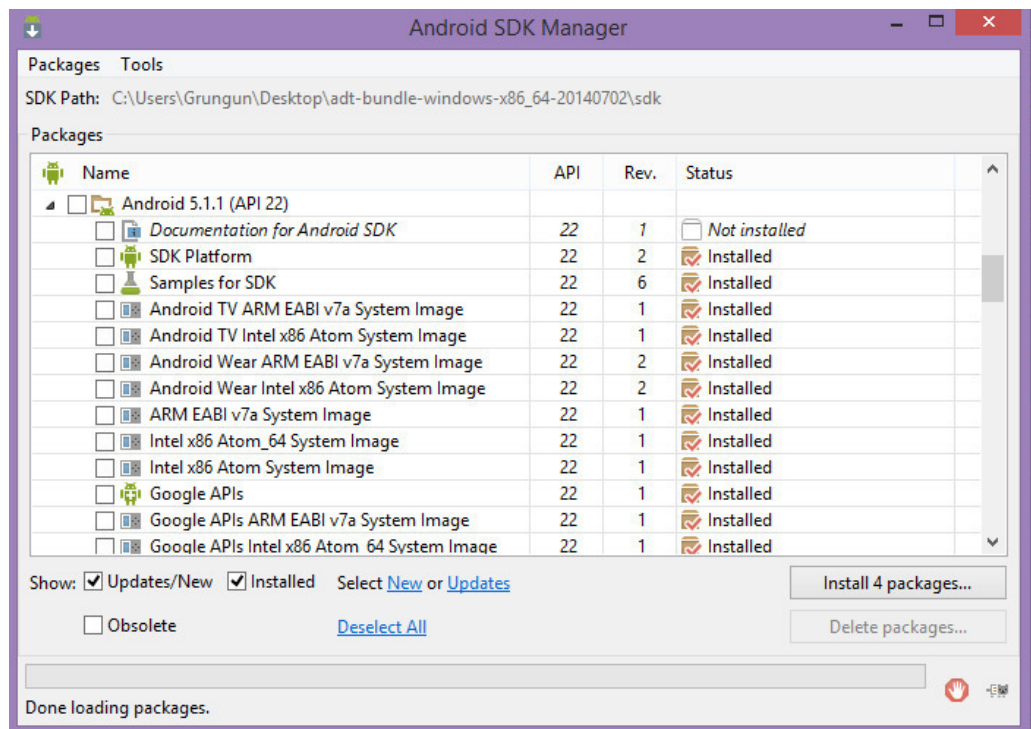 Android SDK Manager
Packages Tools
SDK Path: C:\Users\Grungun\Desktop\adt-bundle-windows-x86_64-20140702\sdk
Packages
Name API Rev. Status
Android 5.1.1 (API 22)
Documentation for Android SDK 22 1 Not installed
SDK Platform 22 2 Installed
Samples for SDK 22 6 Installed
Android TV ARM EABI v7a System Image 22 1 Installed
Android TV Intel x86 Atom System Image 22 1 Installed
Android Wear ARM EABI v7a System Image 22 2 Installed
Android Wear Intel x86 Atom System Image 22 2 Installed
ARM EABI v7a System Image 22 1 Installed
Intel x86 Atom_64 System Image 22 1 Installed
Intel x86 Atom System Image 22 1 Installed
Google APIs 22 1 Installed
Google APIs ARM EABI v7a System Image 22 1 Installed
Google APIs Intel x86 Atom_64 System Image 22 1 Installed
Show: Updates/New Installed Select New or Updates Install 4 packages...
Obsolete Deselect All Delete packages...
Done loading packages.